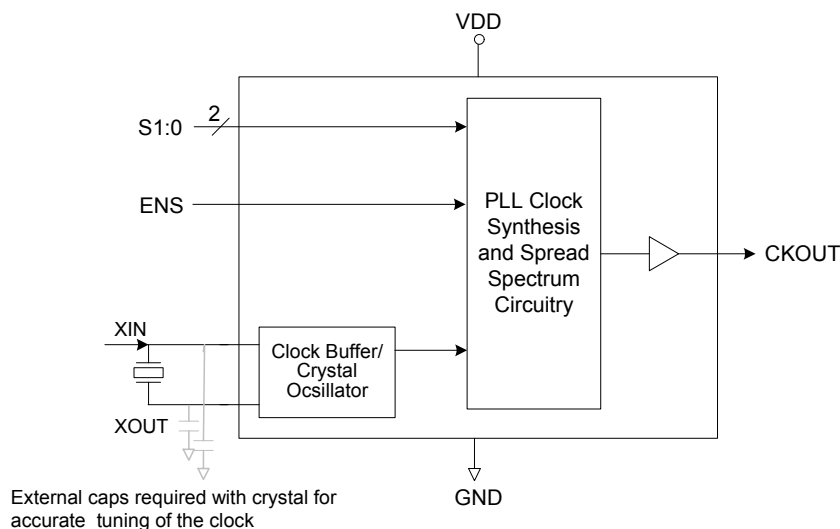 VDD
S1:0
2
ENS
PLL Clock
Synthesis
and Spread
Spectrum
Circuitry
CKOUT
XIN
Clock Buffer/
Crystal
Ocsillator
XOUT
GND
External caps required with crystal for
accurate tuning of the clock